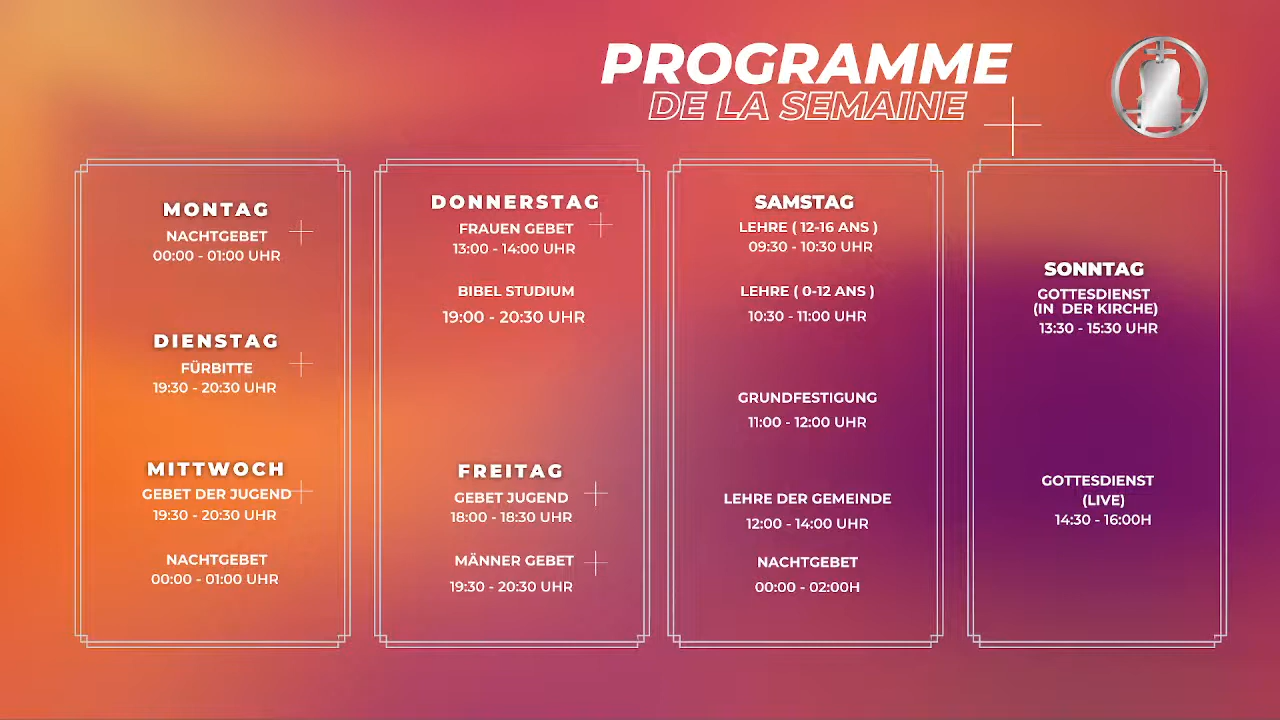 PROGRAMME
DE LA SEMAINE
MONTAG
NACHTGEBET
00:00 - 01:00 UHR
DIENSTAG
FÜRBITTE
19:30 - 20:30 UHR
MITTWOCH
GEBET DER JUGEND
19:30 - 20:30 UHR
NACHTGEBET
00:00 - 01:00 UHR
DONNERSTAG
FRAUEN GEBET
13:00 - 14:00 UHR
BIBEL STUDIUM
19:00 - 20:30 UHR
FREITAG
GEBET JUGEND
18:00 - 18:30 UHR
MÄNNER GEBET
19:30 - 20:30 UHR
SAMSTAG
LEHRE ( 12-16 ANS )
09:30 - 10:30 UHR
LEHRE ( 0-12 ANS )
10:30 - 11:00 UHR
GRUNDFESTIGUNG
11:00 - 12:00 UHR
LEHRE DER GEMEINDE
12:00 - 14:00 UHR
NACHTGEBET
00:00 - 02:00H
SONNTAG
GOTTESDIENST
(IN DER KIRCHE)
13:30 - 15:30 UHR
GOTTESDIENST
(LIVE)
14:30 - 16:00H